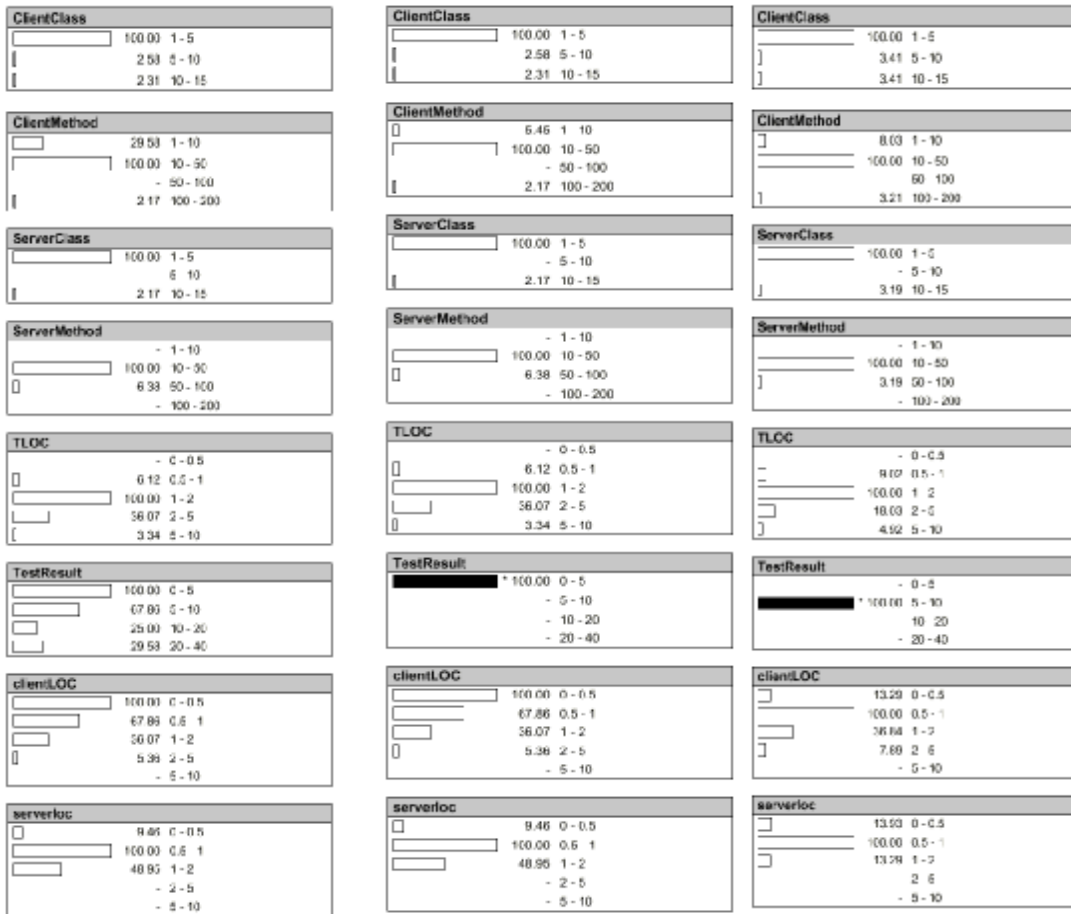 ClientClass
100.00 1 - 5
2.58 5 - 10
2.31 10 - 15
ClientMethod
29.58 1 - 10
100.00 10 - 50
- 50 - 100
2.17 100 - 200
ServerClass
100.00 1 - 5
5 10
2.17 10 - 15
ServerMethod
- 1 - 10
100.00 10 - 50
6.38 50 - 100
- 100 - 200
TLOC
- 0 - 0.5
6.12 0.5 - 1
100.00 1 - 2
36.07 2 - 5
3.34 5 - 10
TestResult
100.00 0 - 5
67.86 5 - 10
25.00 10 - 20
29.58 20 - 40
clientLOC
100.00 0 - 0.5
67.86 0.5 1
36.07 1 - 2
5.36 2 - 5
- 5 - 10
serverloc
9.46 0 - 0.5
100.00 0.5 1
48.95 1 - 2
- 2 - 5
- 5 - 10
ClientClass
100.00 1 - 5
2.58 5 - 10
2.31 10 - 15
ClientMethod
6.46 1 10
100.00 10 - 50
- 50 - 100
2.17 100 - 200
ServerClass
100.00 1 - 5
- 5 - 10
2.17 10 - 15
ServerMethod
- 1 - 10
100.00 10 - 50
6.38 50 - 100
- 100 - 200
TLOC
- 0 - 0.5
6.12 0.5 - 1
100.00 1 - 2
36.07 2 - 5
3.34 5 - 10
TestResult
* 100.00 0 - 5
- 5 - 10
- 10 - 20
- 20 - 40
clientLOC
100.00 0 - 0.5
67.86 0.5 - 1
36.07 1 - 2
5.36 2 - 5
- 5 - 10
serverloc
9.46 0 - 0.5
100.00 0.5 1
48.95 1 - 2
- 2 - 5
- 5 - 10
ClientClass
100.00 1 - 5
3.41 5 - 10
3.41 10 - 15
ClientMethod
8.03 1 - 10
100.00 10 - 50
50 100
3.21 100 - 200
ServerClass
100.00 1 - 5
- 5 - 10
3.19 10 - 15
ServerMethod
- 1 - 10
100.00 10 - 50
3.19 50 - 100
- 100 - 200
TLOC
- 0 - 0.5
9.02 0.5 - 1
100.00 1 2
18.03 2 - 5
4.92 5 - 10
TestResult
- 0 - 5
* 100.00 5 - 10
10 20
- 20 - 40
clientLOC
13.29 0 - 0.5
100.00 0.5 - 1
36.84 1 - 2
7.89 2 5
- 5 - 10
serverloc
13.93 0 - 0.5
100.00 0.5 - 1
13.29 1 - 2
2 5
- 5 - 10